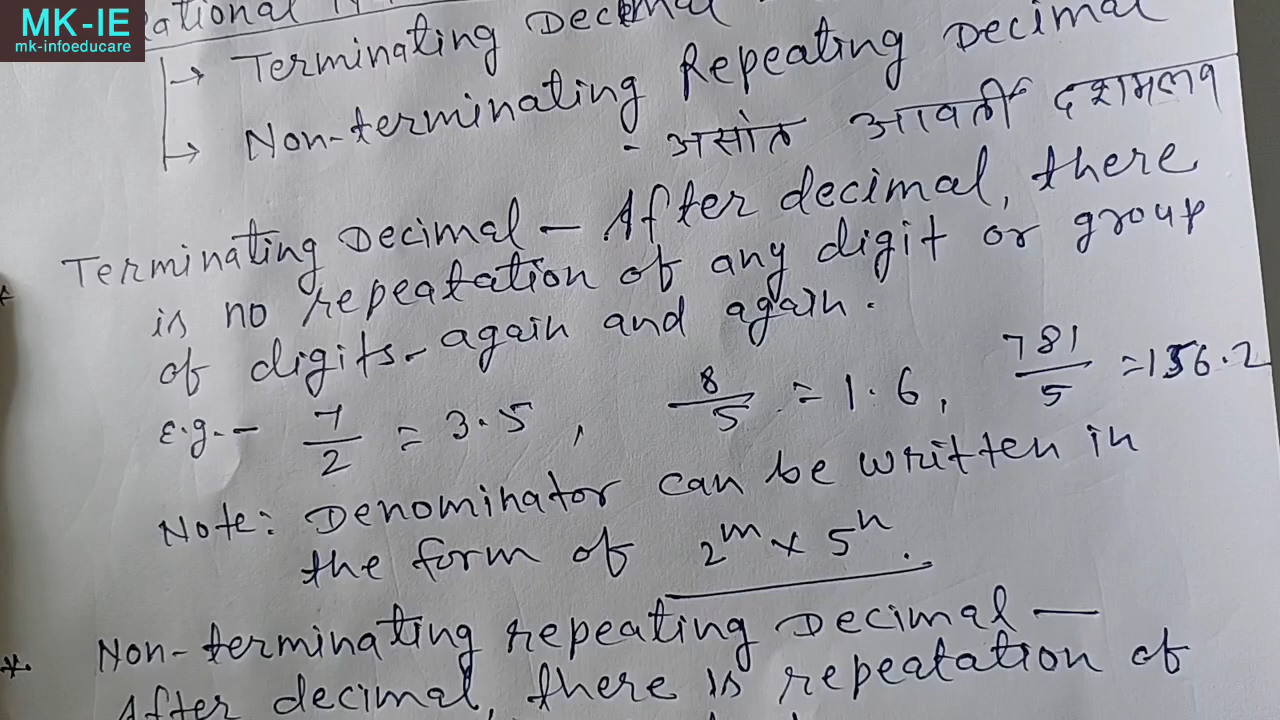 MK-IE
mk-infoeducare
Rational
Terminating Decimal
Non-terminating Repeating Decimal
- असांत आवर्ती दशमलव
Terminating Decimal – After decimal, there
is no repeatation of any digit or group
of digits again and again.
E.g. – 7/2 = 3.5 , 8/5 = 1.6, 781/5 = 156.2
Note: Denominator can be written in
the form of 2^m × 5^n.
* Non-terminating repeating Decimal —
After decimal, there is repeatation of